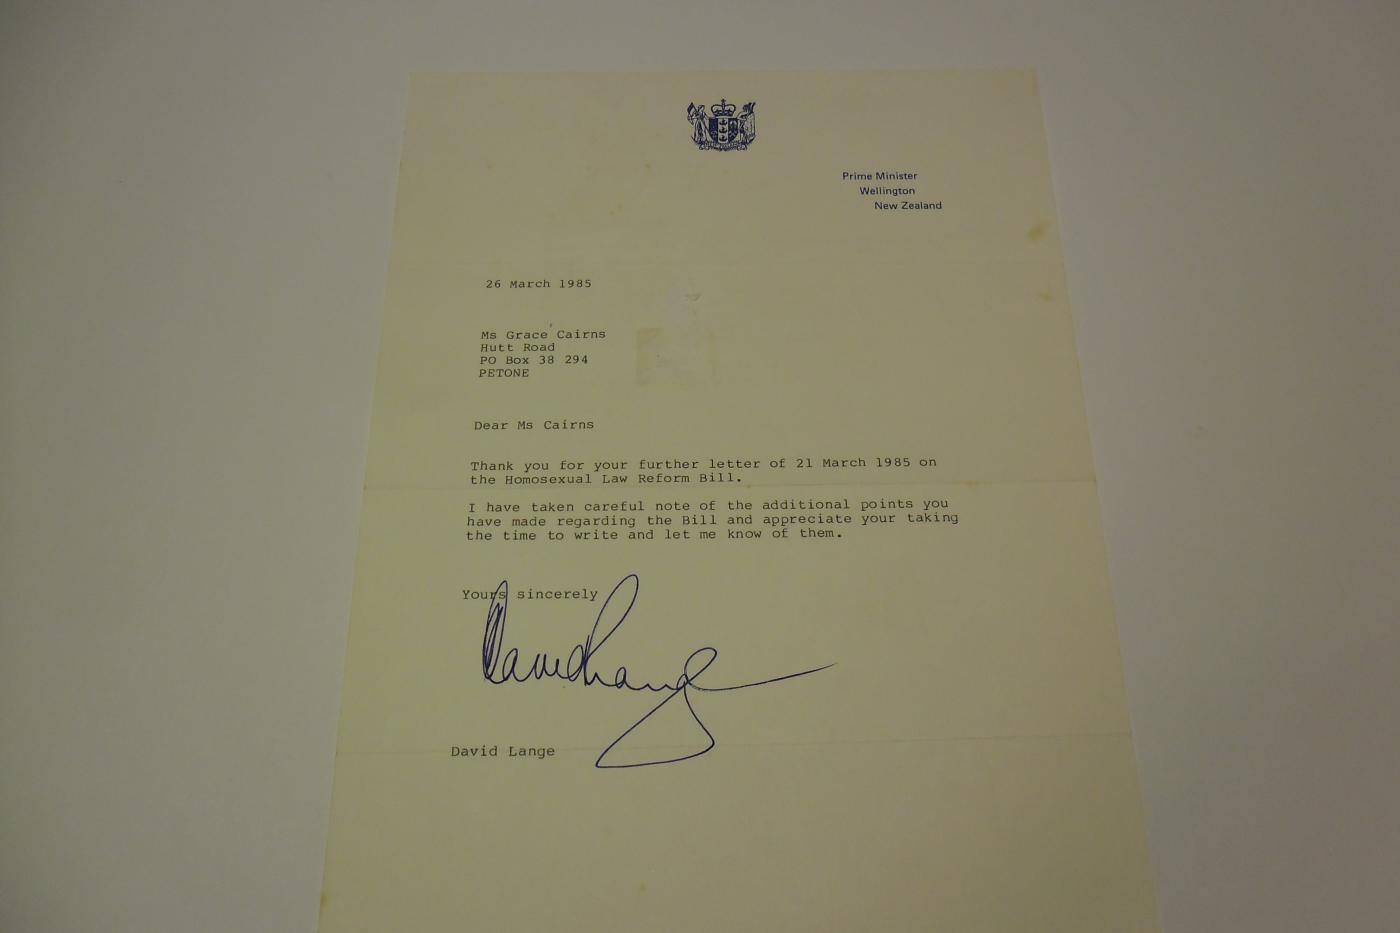 Prime Minister
Wellington
New Zealand
26 March 1985
Ms Grace Cairns
Hutt Road
PO Box 38 294
PETONE
Dear Ms Cairns
Thank you for your further letter of 21 March 1985 on
the Homosexual Law Reform Bill.
I have taken careful note of the additional points you
have made regarding the Bill and appreciate your taking
the time to write and let me know of them.
Yours sincerely
David Lange
David Lange